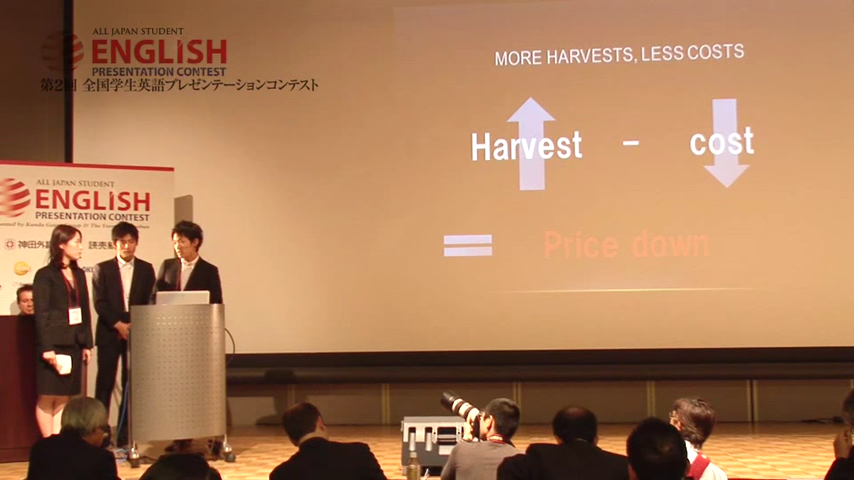 ALL JAPAN STUDENT
ENGLISH
PRESENTATION CONTEST
第2回 全国学生英語プレゼンテーションコンテスト
MORE HARVESTS, LESS COSTS
Harvest - cost
= Price down
ALL JAPAN STUDENT
ENGLISH
PRESENTATION CONTEST
神田外 読売